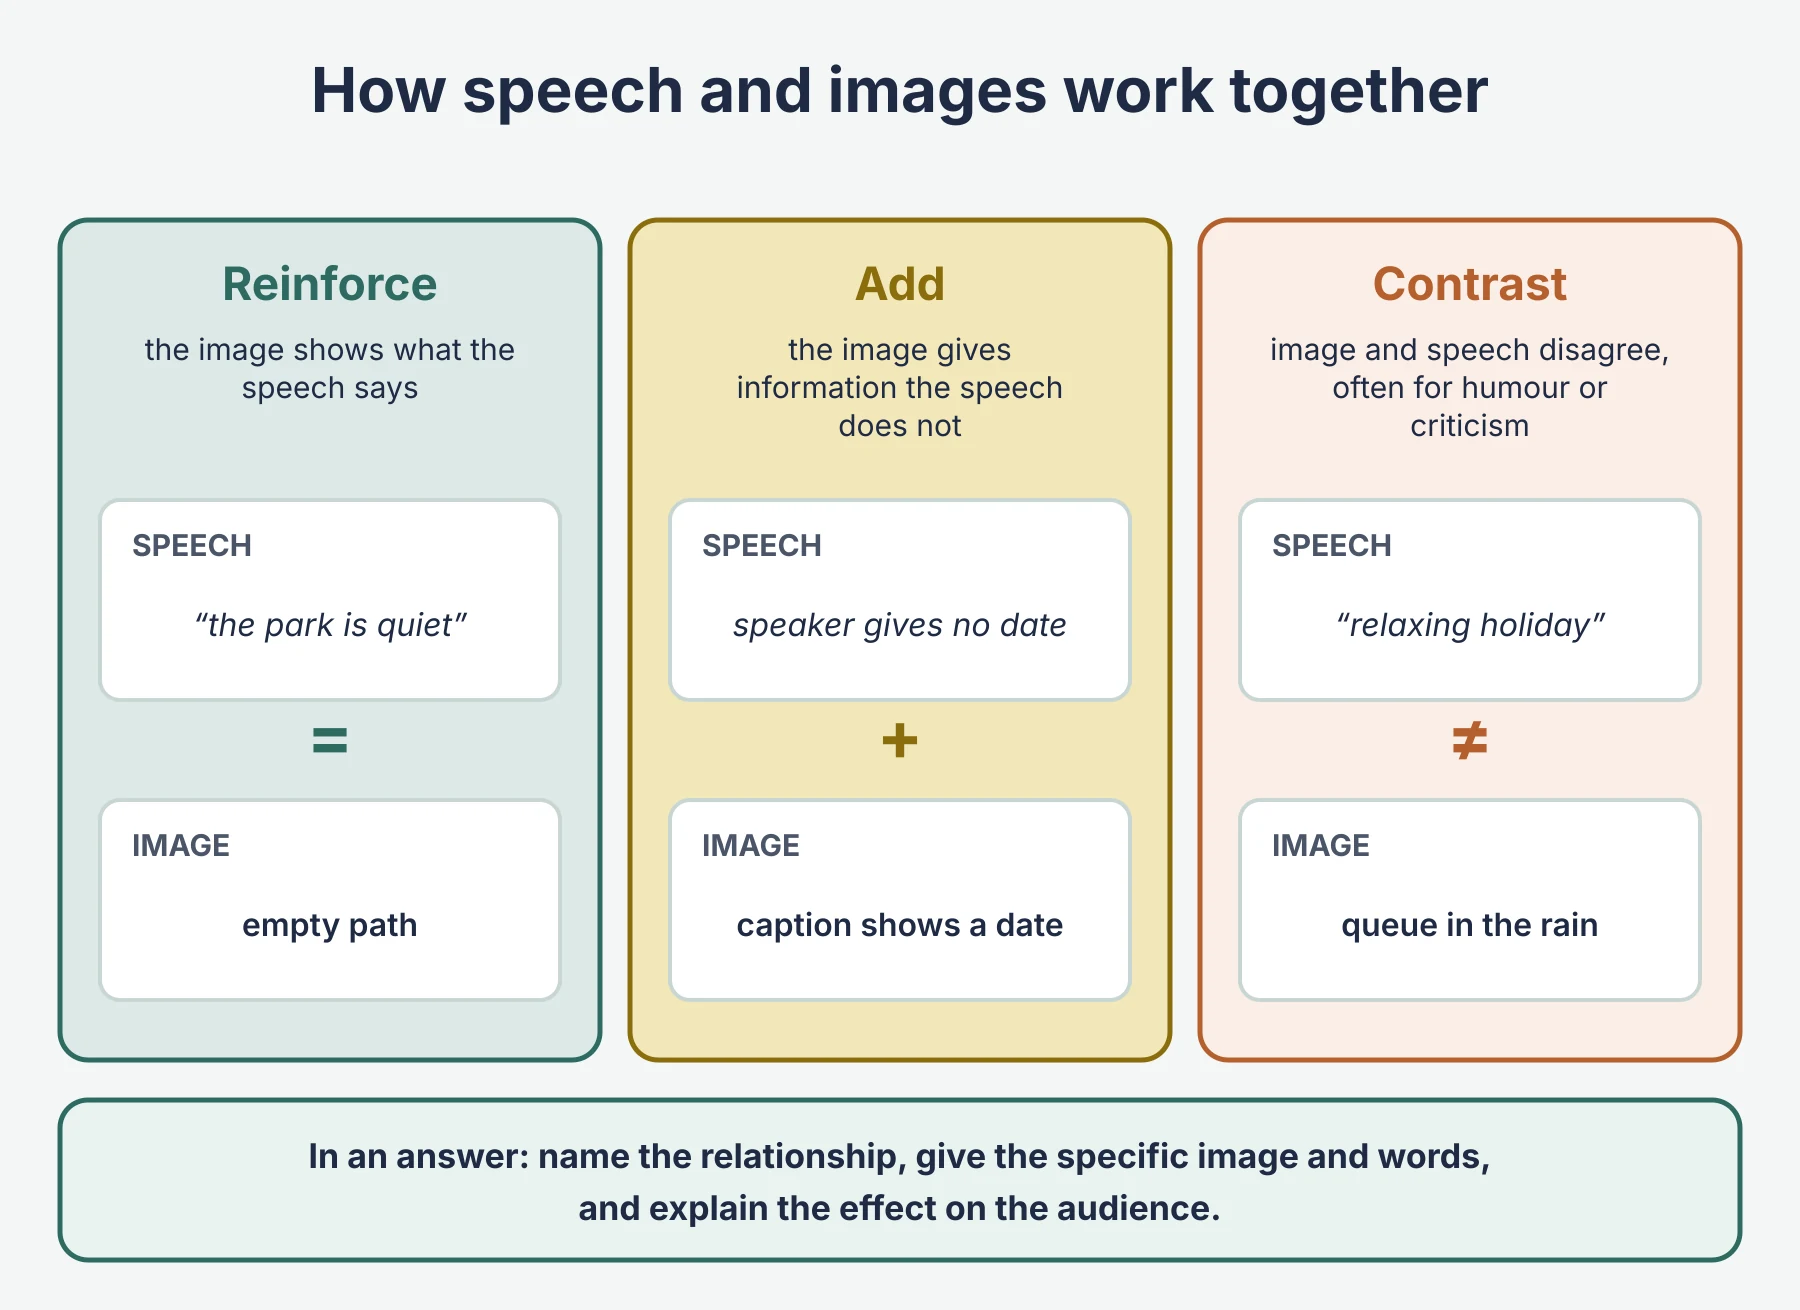 How speech and images work together
Reinforce
the image shows what the
speech says
SPEECH
“the park is quiet”
=
IMAGE
empty path
Add
the image gives
information the speech
does not
SPEECH
speaker gives no date
+
IMAGE
caption shows a date
Contrast
image and speech disagree,
often for humour or
criticism
SPEECH
“relaxing holiday”
≠
IMAGE
queue in the rain
In an answer: name the relationship, give the specific image and words,
and explain the effect on the audience.